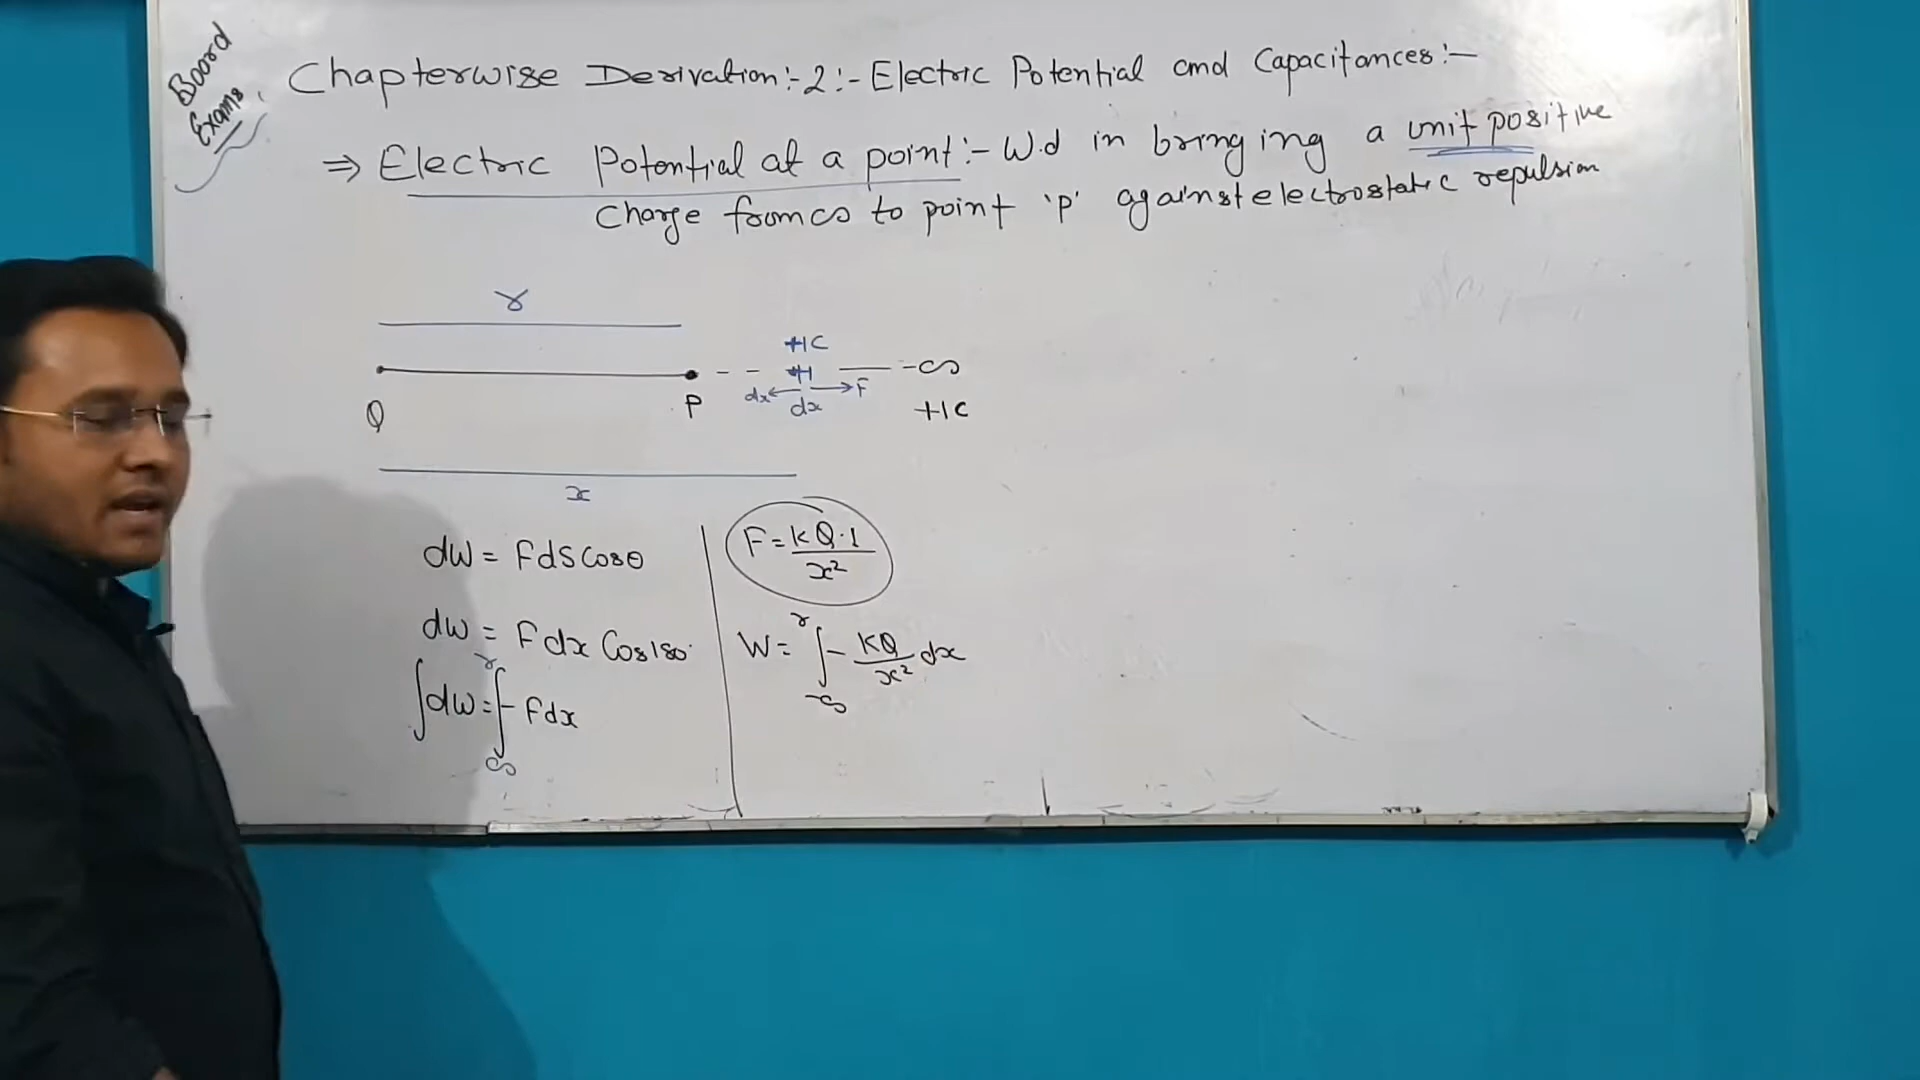 Board
Exams
Chapterwise Derivation:-2:- Electric Potential and Capacitances:-
⇒ Electric Potential at a point:- W.d in bringing a unit positive
charge from ∞ to point 'P' against electrostatic repulsion
r
+1C
+1
- ∞
dx ← → F
dx
Q
P
+1C
x
dW = FdS Cosθ
F = KQ·1/x²
dW = Fdx Cos180°
W = ∫_∞^r - KQ/x² dx
∫dW = ∫_∞^r - Fdx